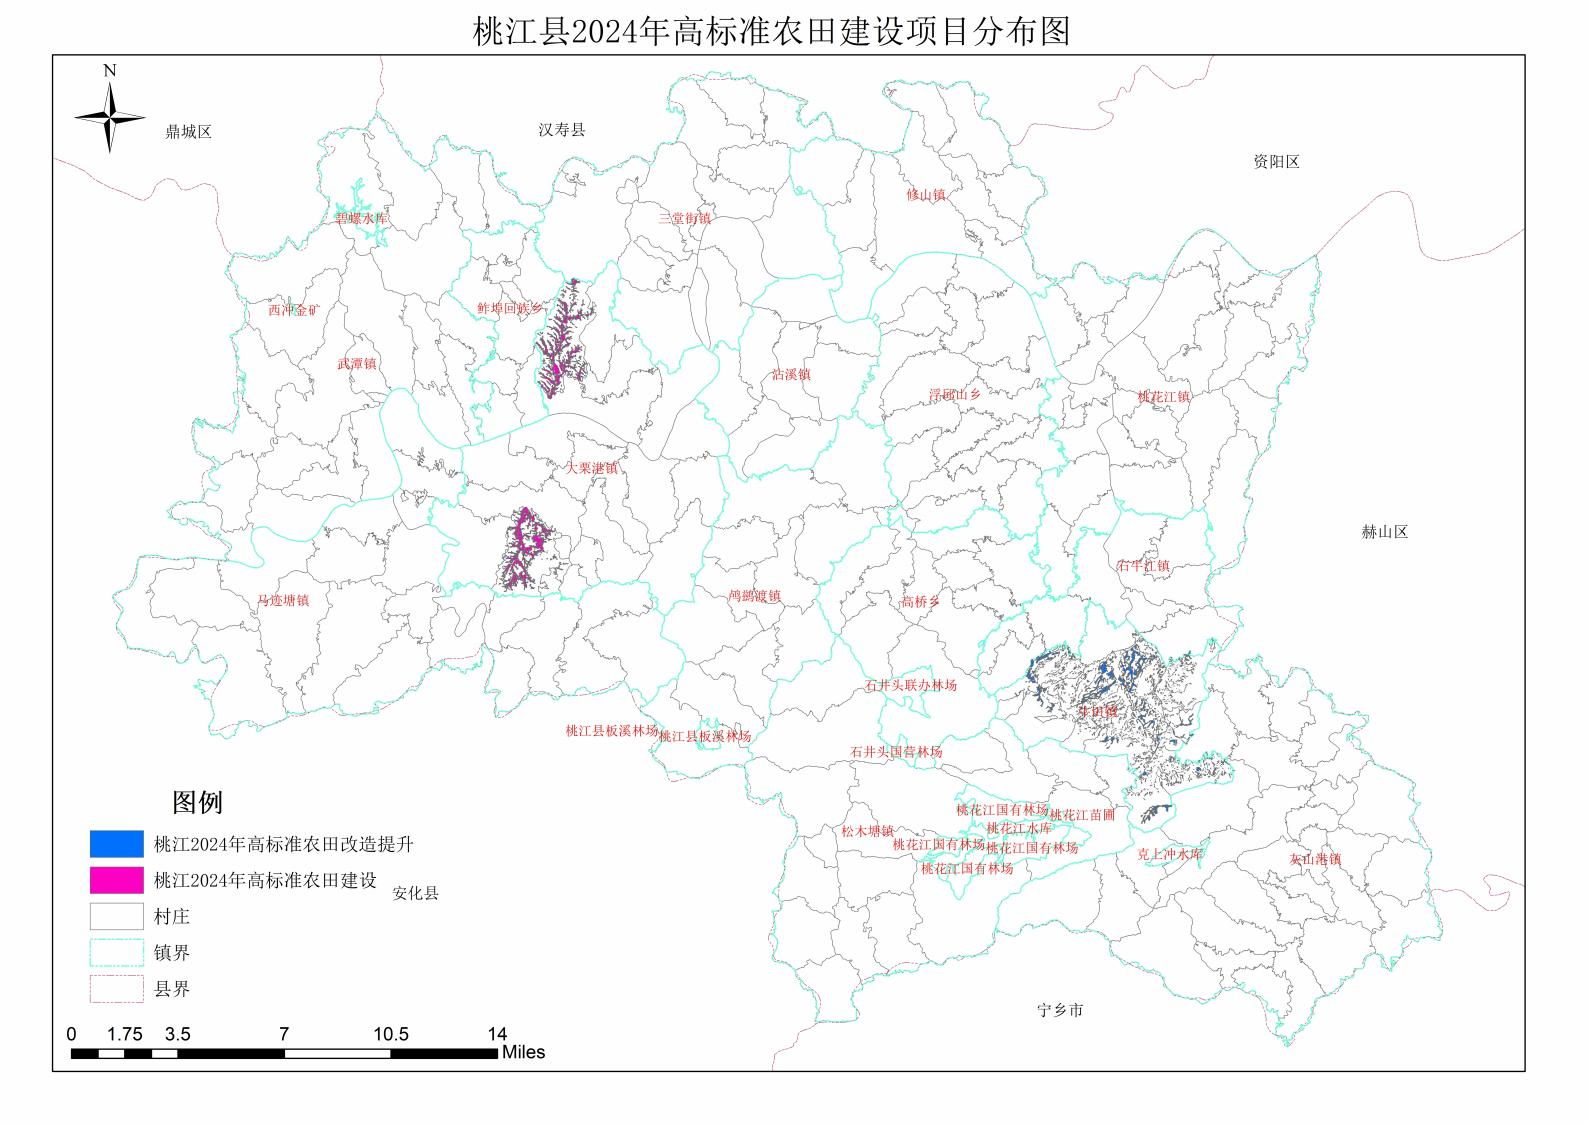 桃江县2024年高标准农田建设项目分布图
N
鼎城区
汉寿县
资阳区
修山镇
碧螺水库
三堂街镇
西冲金矿
鲊埠回族乡
武潭镇
沾溪镇
浮邱山乡
桃花江镇
大栗港镇
赫山区
石牛江镇
马迹塘镇
鸬鹚渡镇
高桥乡
石井头联办林场
牛田镇
桃江县板溪林场
桃江县板溪林场
石井头国营林场
桃花江国有林场
桃花江苗圃
松木塘镇
桃花江水库
桃花江国有林场
桃花江国有林场
克上冲水库
灰山港镇
桃花江国有林场
图例
桃江2024年高标准农田改造提升
桃江2024年高标准农田建设
安化县
村庄
镇界
县界
宁乡市
0 1.75 3.5 7 10.5 14
Miles